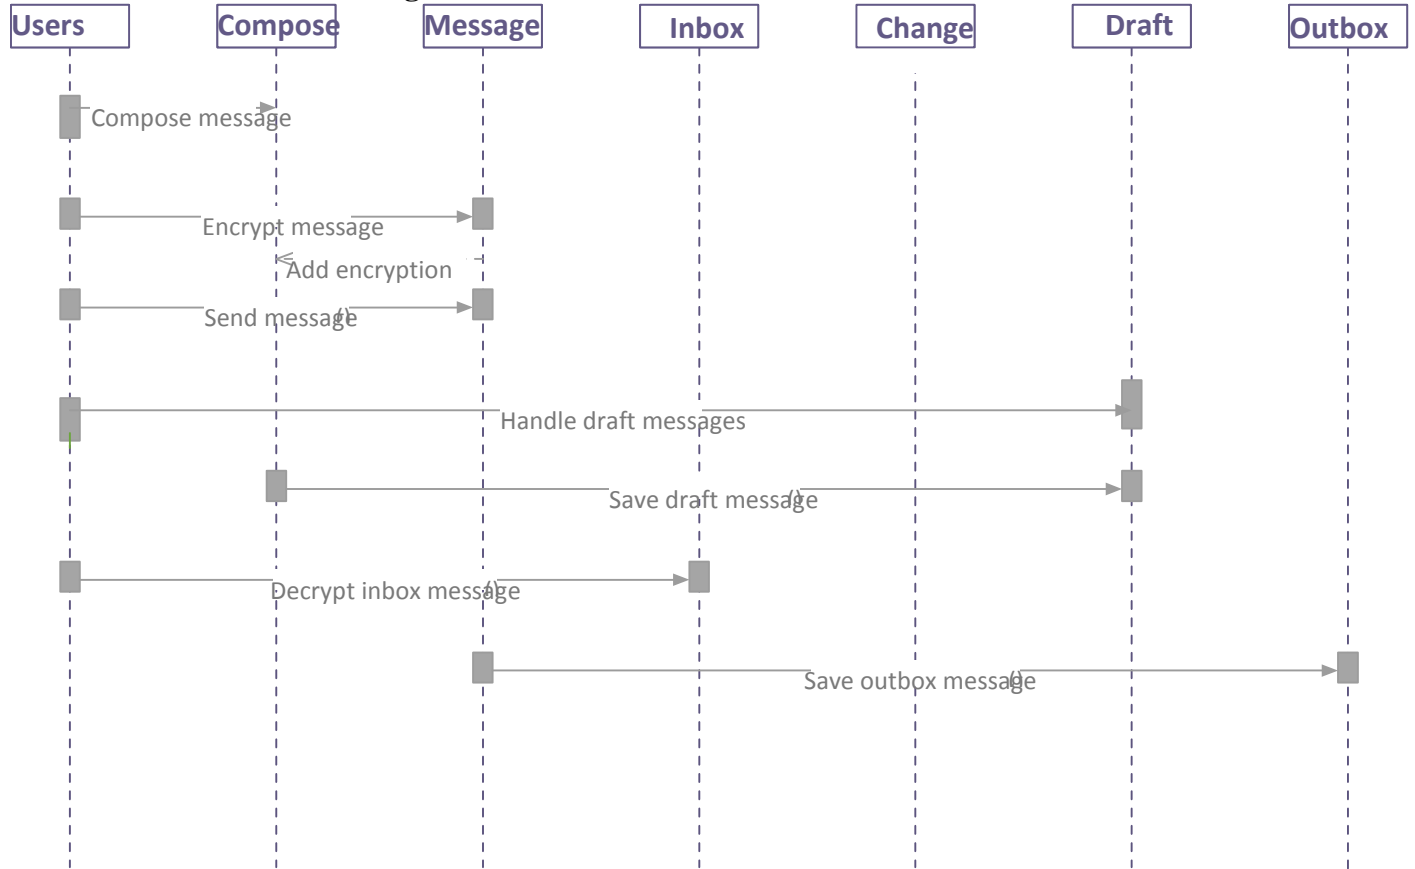 Users
Compose
Message
Inbox
Change
Draft
Outbox
Compose message
Encrypt message
Add encryption
Send message()
Handle draft messages
Save draft message()
Decrypt inbox message()
Save outbox message()